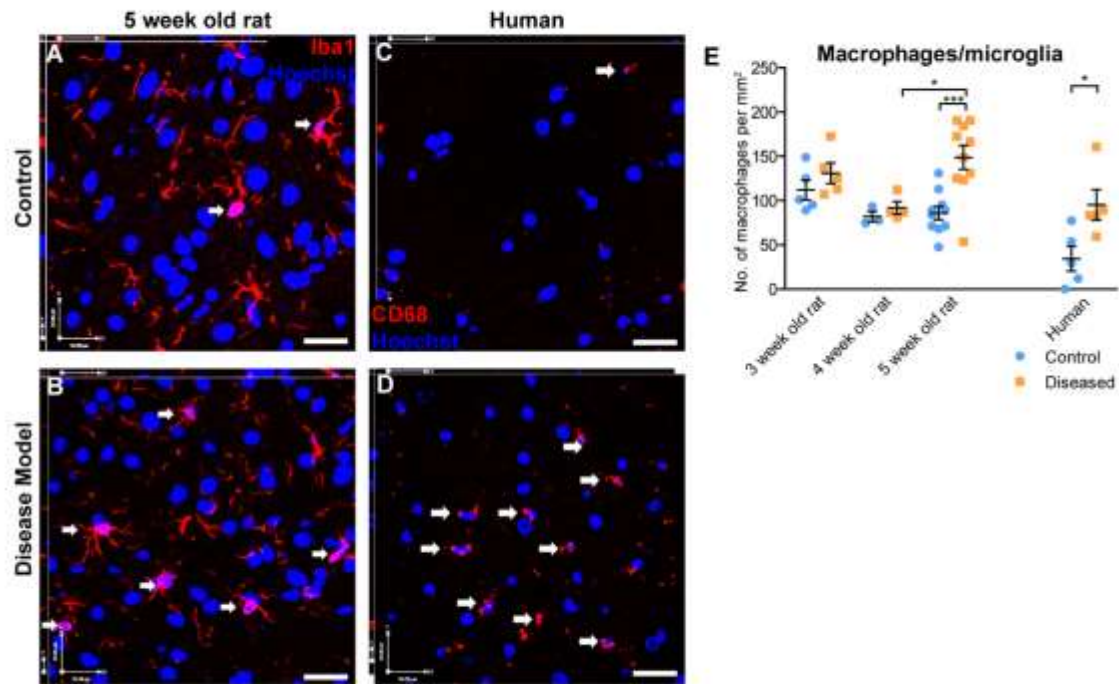 5 week old rat
Human
A
Iba1
Hoechst
C
CD68
Hoechst
Control
B
D
Disease Model
E
Macrophages/microglia
No. of macrophages per mm²
250
200
150
100
50
0
*
***
*
3 week old rat
4 week old rat
5 week old rat
Human
Control
Diseased